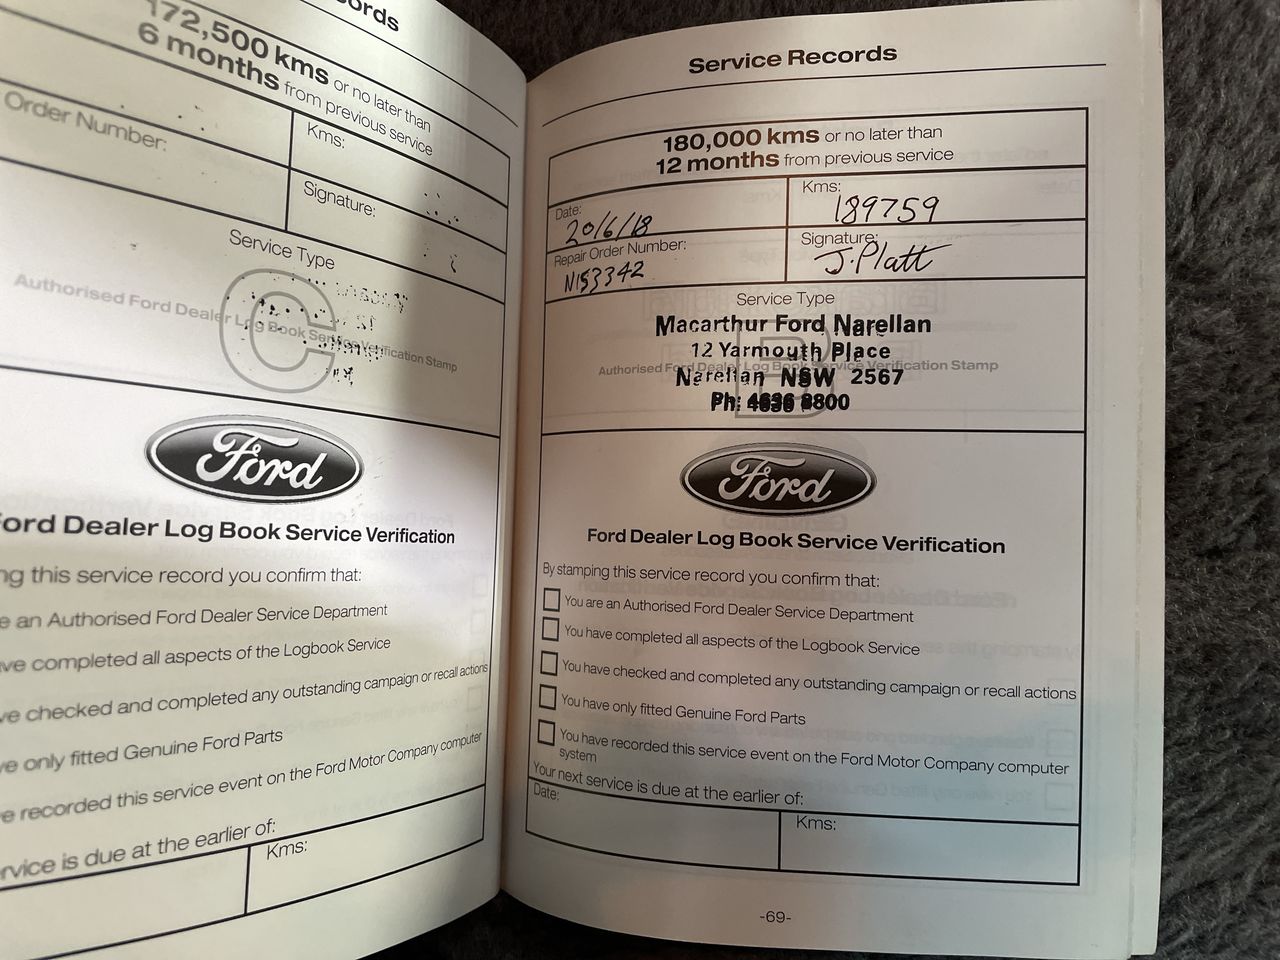 172,500 kms or no later than
6 months from previous service
Order Number:
Kms:
Signature:
Service Type
C
Authorised Ford Dealer Log Book Service Verification Stamp
Ford
Ford Dealer Log Book Service Verification
ng this service record you confirm that:
e an Authorised Ford Dealer Service Department
ve completed all aspects of the Logbook Service
ve checked and completed any outstanding campaign or recall actions
ve only fitted Genuine Ford Parts
e recorded this service event on the Ford Motor Company computer
rvice is due at the earlier of:
Kms:
Service Records
180,000 kms or no later than
12 months from previous service
Date:
20/6/18
Kms:
189759
Repair Order Number:
N153342
Signature:
J.Platt
Service Type
B
Macarthur Ford Narellan
12 Yarmouth Place
Authorised Ford Dealer Log Book Service Verification Stamp
Narellan NSW 2567
Ph: 4636 8800
Ford
Ford Dealer Log Book Service Verification
By stamping this service record you confirm that:
You are an Authorised Ford Dealer Service Department
You have completed all aspects of the Logbook Service
You have checked and completed any outstanding campaign or recall actions
You have only fitted Genuine Ford Parts
You have recorded this service event on the Ford Motor Company computer
system
Your next service is due at the earlier of:
Date:
Kms:
-69-